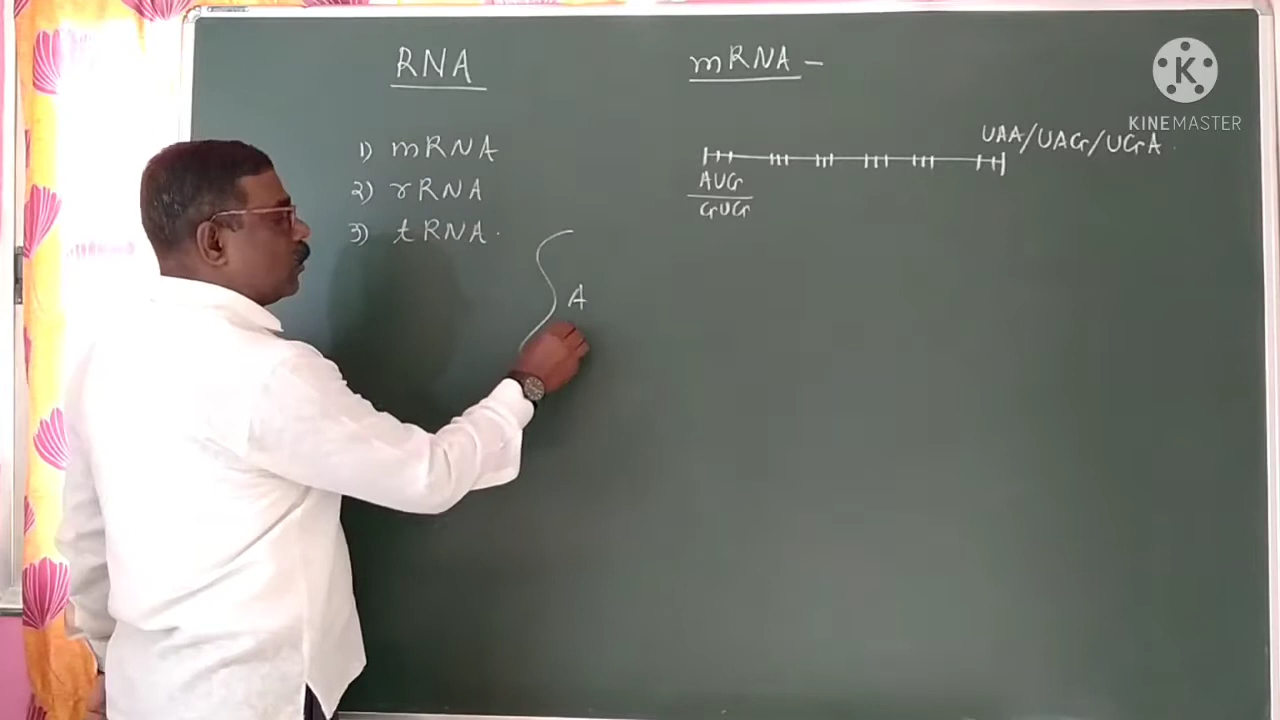 RNA
1) mRNA
2) rRNA
3) tRNA.
A
mRNA –
UAA/UAG/UGA.
AUG
GUG
K
KINEMASTER